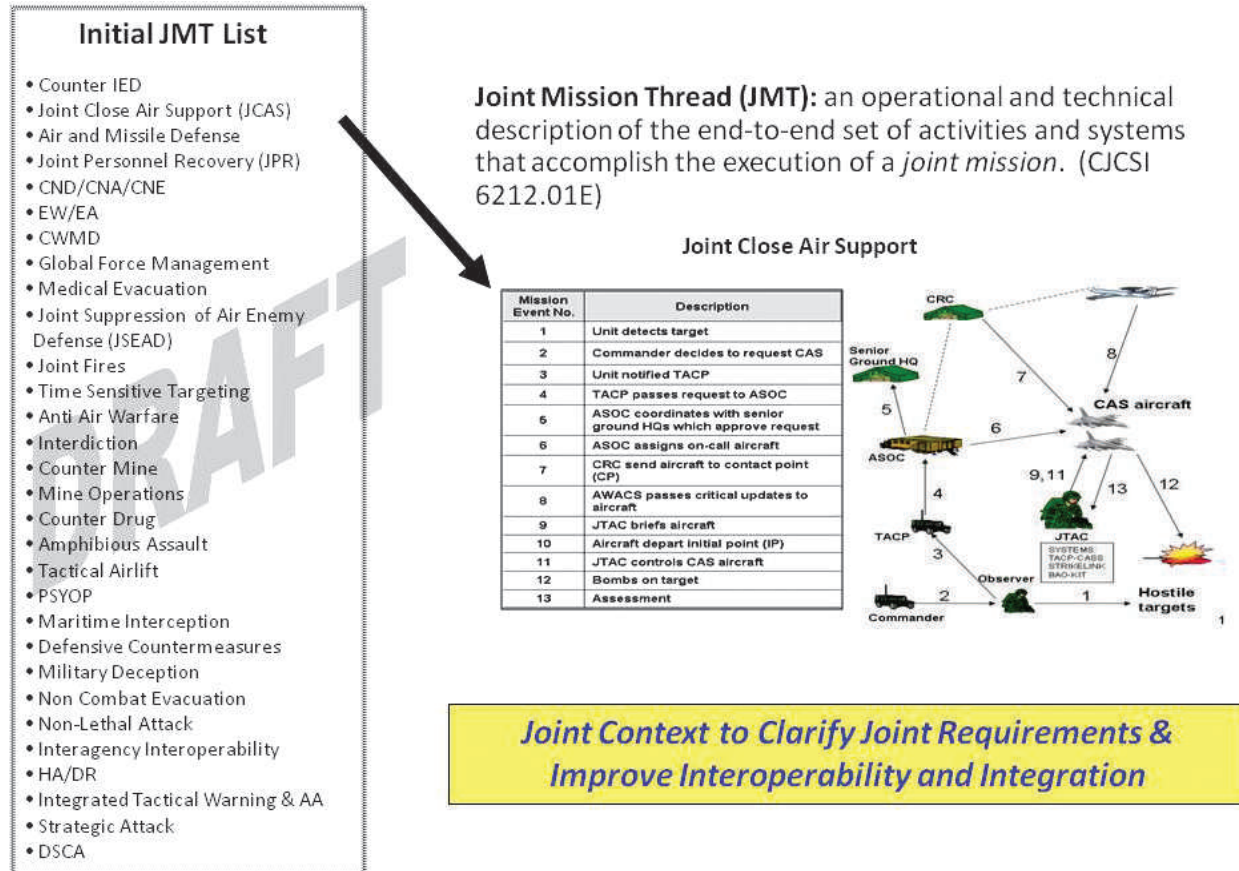 Initial JMT List
• Counter IED
• Joint Close Air Support (JCAS)
• Air and Missile Defense
• Joint Personnel Recovery (JPR)
• CND/CNA/CNE
• EW/EA
• CWMD
• Global Force Management
• Medical Evacuation
• Joint Suppression of Air Enemy
Defense (JSEAD)
• Joint Fires
• Time Sensitive Targeting
• Anti Air Warfare
• Interdiction
• Counter Mine
• Mine Operations
• Counter Drug
• Amphibious Assault
• Tactical Airlift
• PSYOP
• Maritime Interception
• Defensive Countermeasures
• Military Deception
• Non Combat Evacuation
• Non-Lethal Attack
• Interagency Interoperability
• HA/DR
• Integrated Tactical Warning & AA
• Strategic Attack
• DSCA
DRAFT
Joint Mission Thread (JMT): an operational and technical
description of the end-to-end set of activities and systems
that accomplish the execution of a joint mission. (CJCSI
6212.01E)
Joint Close Air Support
Mission
Event No.
Description
1 Unit detects target
2 Commander decides to request CAS
3 Unit notified TACP
4 TACP passes request to ASOC
5 ASOC coordinates with senior
ground HQs which approve request
6 ASOC assigns on-call aircraft
7 CRC send aircraft to contact point
(CP)
8 AWACS passes critical updates to
aircraft
9 JTAC briefs aircraft
10 Aircraft depart initial point (IP)
11 JTAC controls CAS aircraft
12 Bombs on target
13 Assessment
CRC
Senior
Ground HQ
8
7
CAS aircraft
5
6
ASOC
9,11
13
12
4
TACP
JTAC
SYSTEMS
TACP-CASS
STRIKELINK
BAO-KIT
3
Observer
2
1
Hostile
targets
Commander
1
Joint Context to Clarify Joint Requirements &
Improve Interoperability and Integration